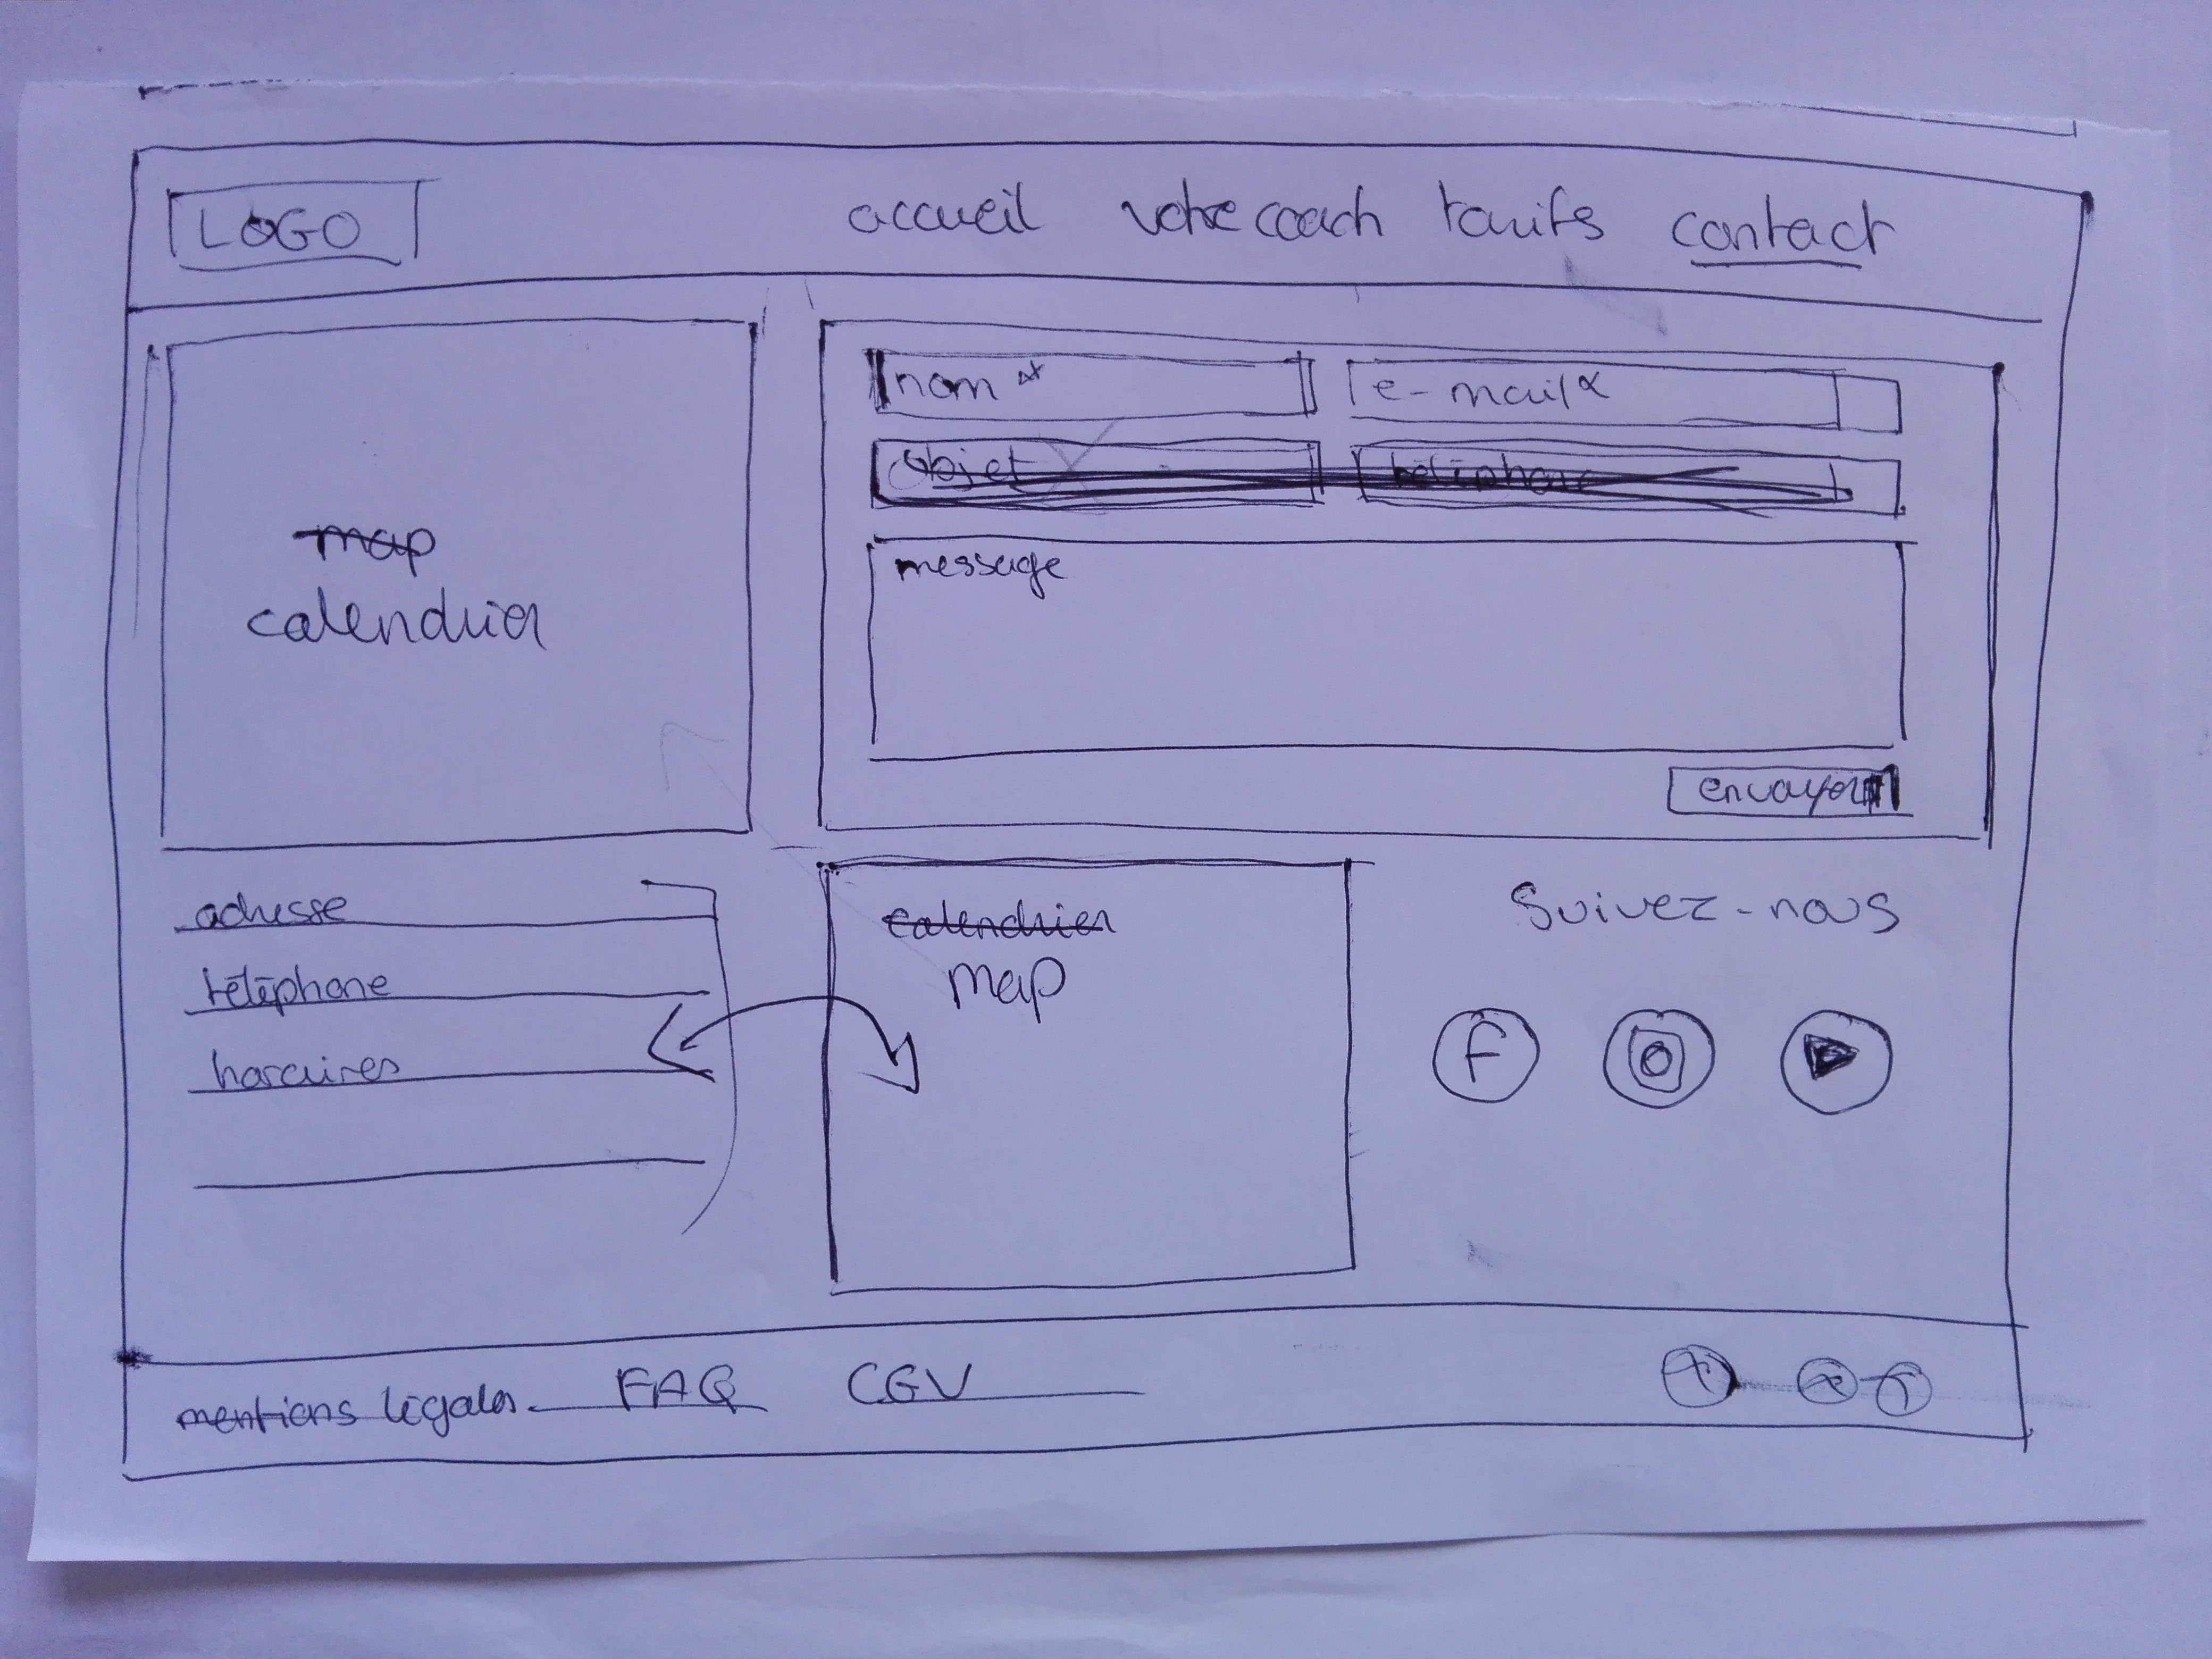 LOGO accueil votre coach tarifs contact
nom* e-mail*
objet téléphone
message
map
calendrier
envoyer
adresse
téléphone
horaires
calendrier
map
Suivez-nous
f
mentions légales FAQ CGV